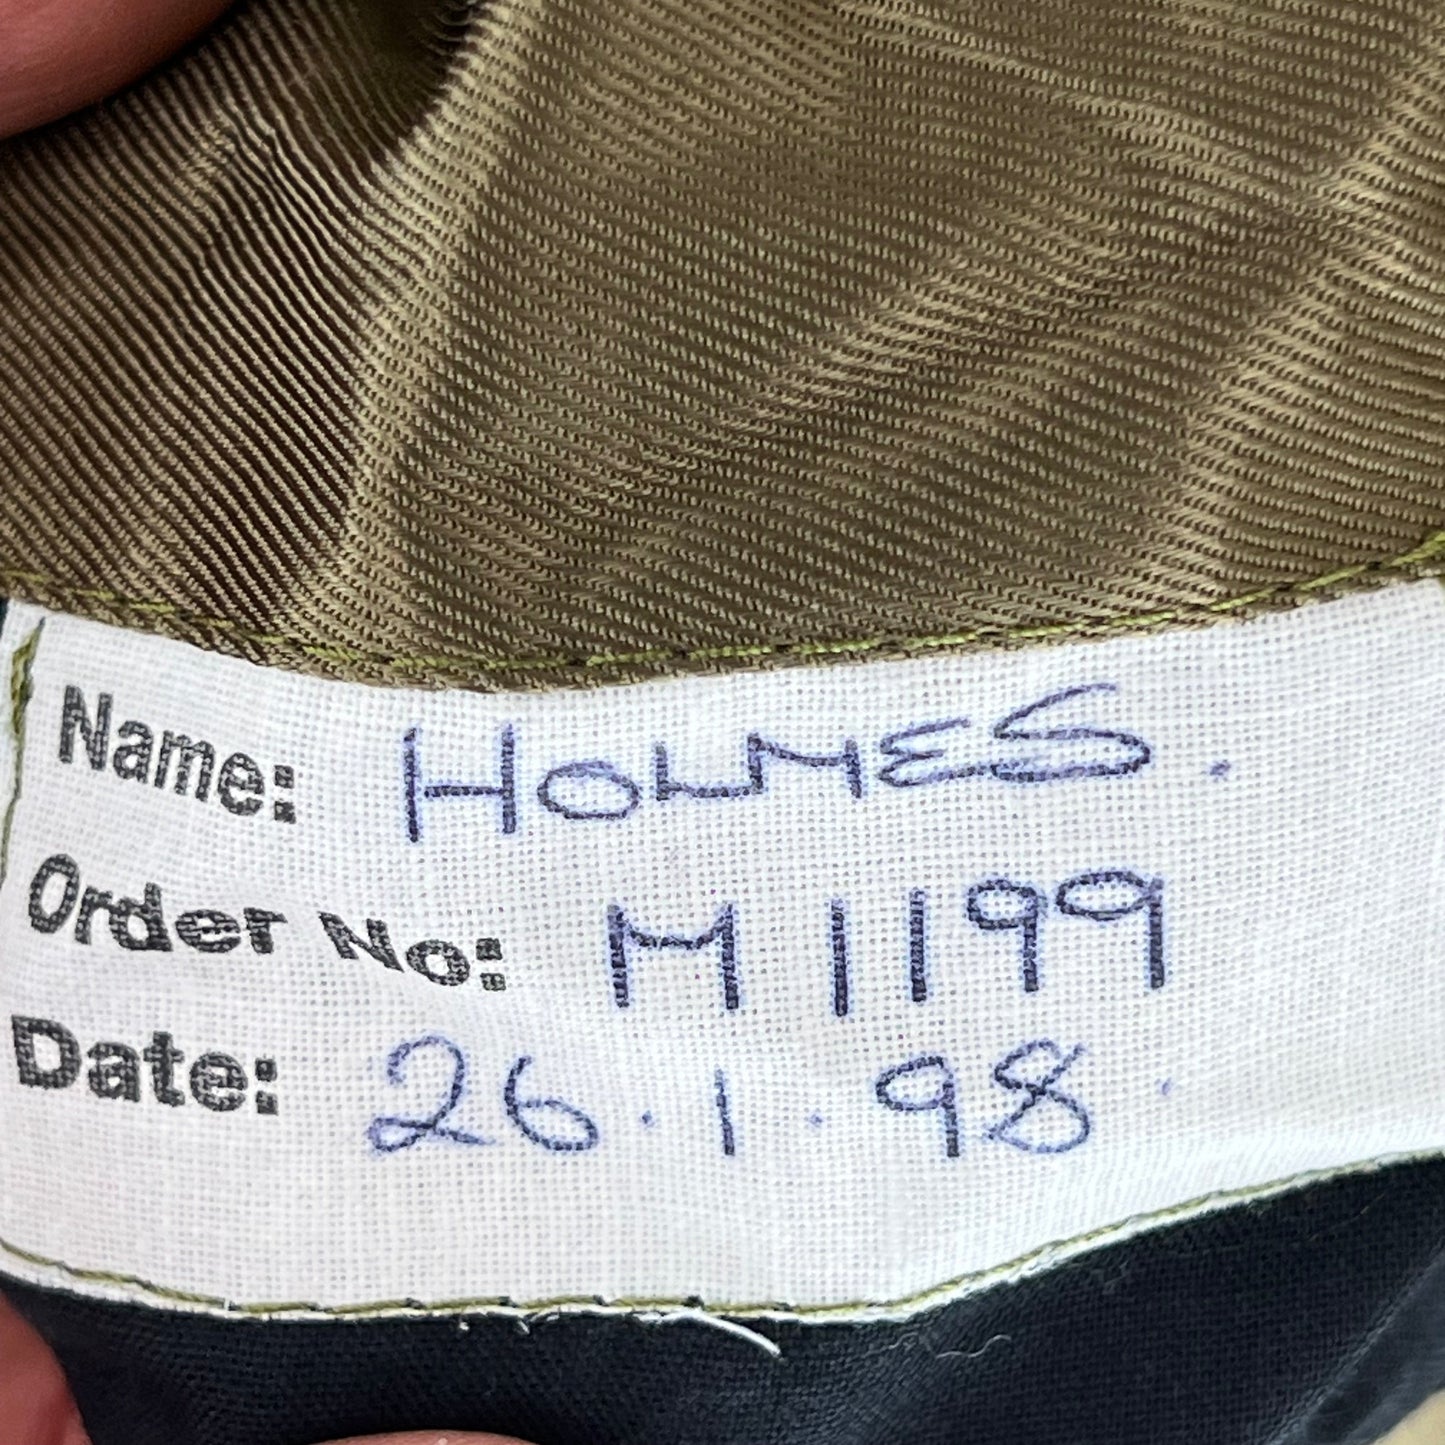 Name: HOLMES.
Order No: M1199
Date: 26.1.98.